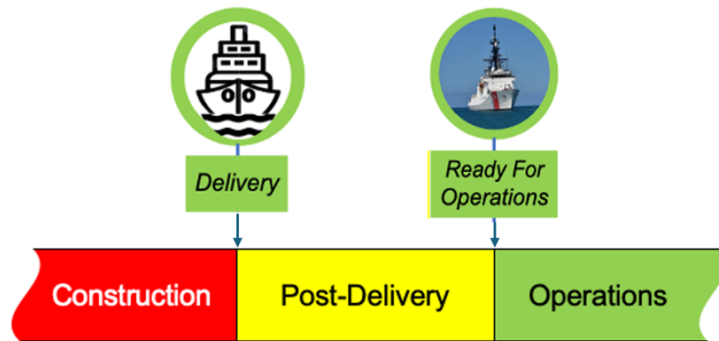 Delivery
Ready For
Operations
Construction
Post-Delivery
Operations